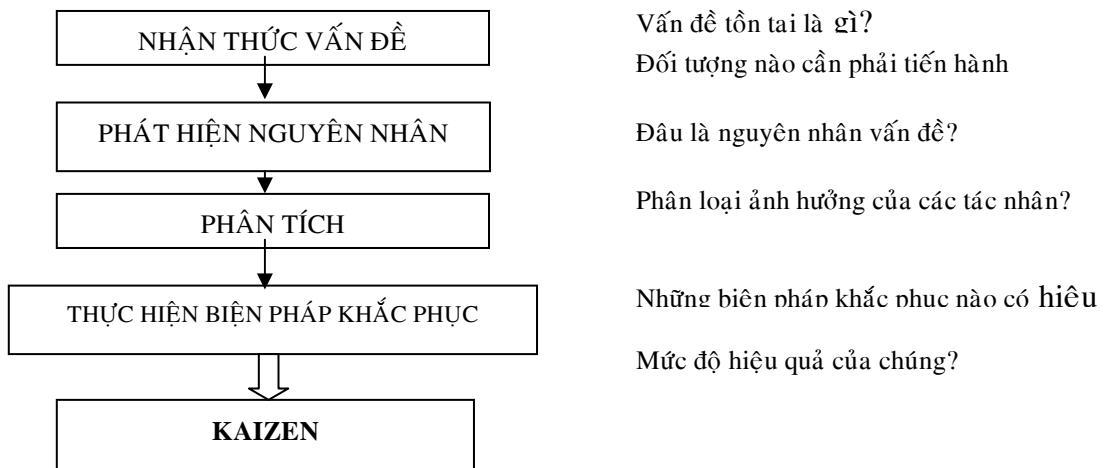 NHẬN THỨC VẤN ĐỀ
Vấn đề tồn tai là gì?
Đối tượng nào cần phải tiến hành
PHÁT HIỆN NGUYÊN NHÂN
Đâu là nguyên nhân vấn đề?
PHÂN TÍCH
Phân loại ảnh hưởng của các tác nhân?
THỰC HIỆN BIỆN PHÁP KHẮC PHỤC
Những biện pháp khắc phục nào có hiêu
Mức độ hiệu quả của chúng?
KAIZEN